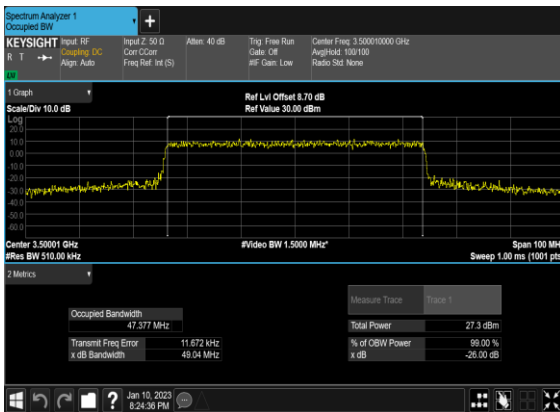 Spectrum Analyzer 1
Occupied BW
+
KEYSIGHT
R T
LV
Input: RF
Coupling: DC
Align: Auto
Input Z: 50 Ω
Corr CCorr
Freq Ref: Int (S)
Atten: 40 dB
Trig: Free Run
Gate: Off
#IF Gain: Low
Center Freq: 3.500010000 GHz
Avg|Hold: 100/100
Radio Std: None
1 Graph
Scale/Div 10.0 dB
Ref Lvl Offset 8.70 dB
Ref Value 30.00 dBm
Log
20.0
10.0
0.00
-10.0
-20.0
-30.0
-40.0
-50.0
-60.0
Center 3.50001 GHz
#Res BW 510.00 kHz
#Video BW 1.5000 MHz*
Span 100 MH
Sweep 1.00 ms (1001 pts
2 Metrics
Measure Trace
Trace 1
Occupied Bandwidth
47.377 MHz
Total Power
27.3 dBm
Transmit Freq Error
11.672 kHz
% of OBW Power
99.00 %
x dB Bandwidth
49.04 MHz
x dB
-26.00 dB
?
Jan 10, 2023
8:24:36 PM